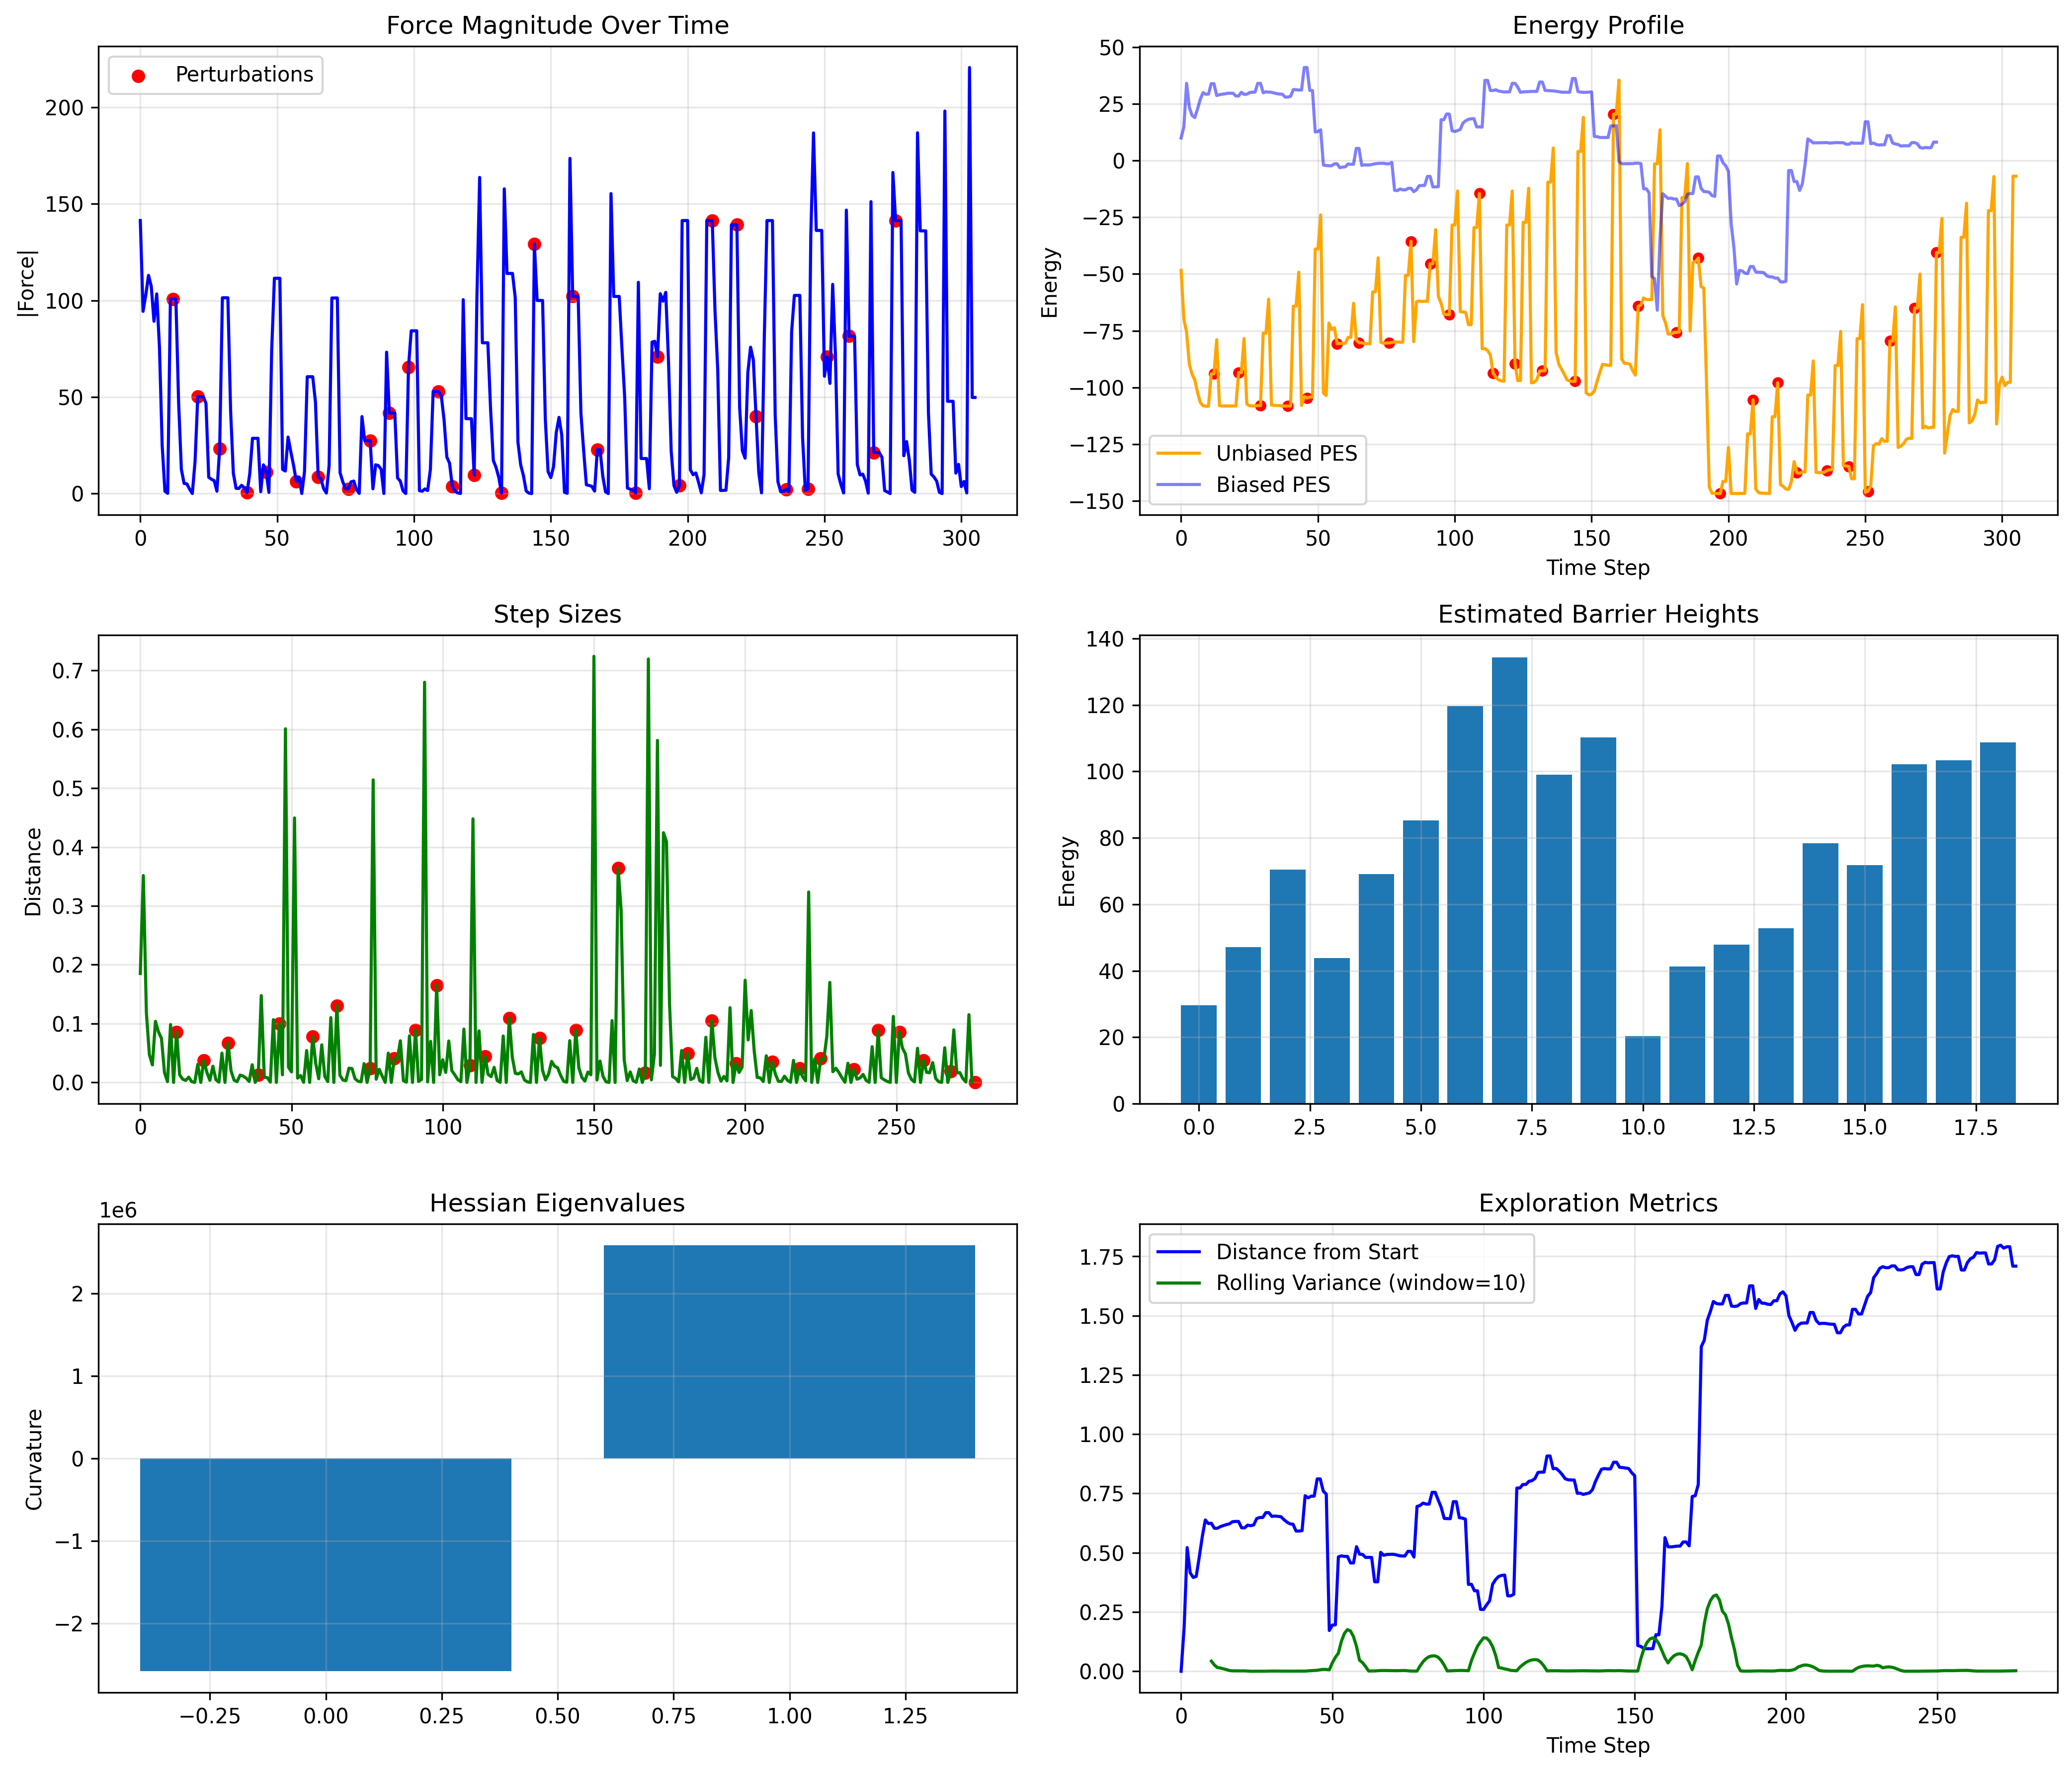 Force Magnitude Over Time
|Force|
200
150
100
50
0
Perturbations
0 50 100 150 200 250 300
Energy Profile
Energy
50
25
0
−25
−50
−75
−100
−125
−150
Unbiased PES
Biased PES
0 50 100 150 200 250 300
Time Step
Step Sizes
Distance
0.7
0.6
0.5
0.4
0.3
0.2
0.1
0.0
0 50 100 150 200 250
Estimated Barrier Heights
Energy
140
120
100
80
60
40
20
0
0.0 2.5 5.0 7.5 10.0 12.5 15.0 17.5
Hessian Eigenvalues
1e6
Curvature
2
1
0
−1
−2
−0.25 0.00 0.25 0.50 0.75 1.00 1.25
Exploration Metrics
Distance from Start
Rolling Variance (window=10)
1.75
1.50
1.25
1.00
0.75
0.50
0.25
0.00
0 50 100 150 200 250
Time Step